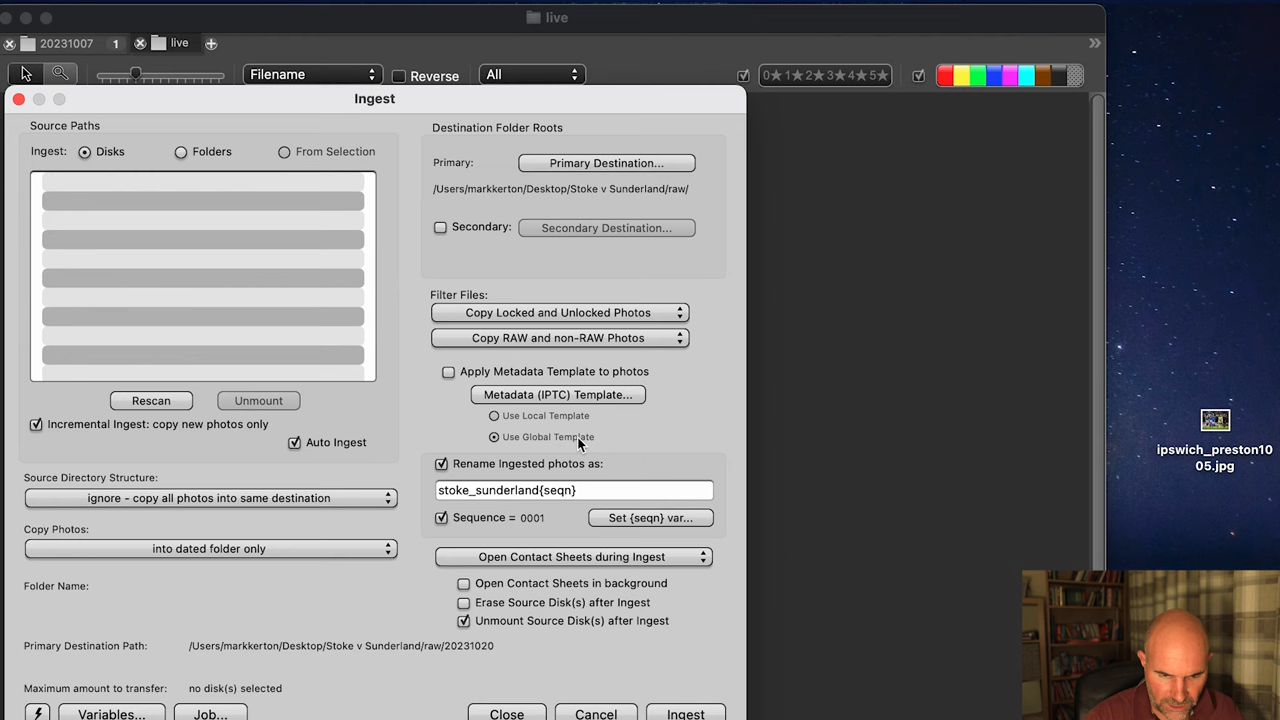 live
20231007 1
live
Filename
Reverse
All
0★1★2★3★4★5★
Ingest
Source Paths
Ingest:
Disks
Folders
From Selection
Rescan
Unmount
Incremental Ingest: copy new photos only
Auto Ingest
Source Directory Structure:
ignore - copy all photos into same destination
Copy Photos:
into dated folder only
Folder Name:
Destination Folder Roots
Primary:
Primary Destination...
/Users/markkerton/Desktop/Stoke v Sunderland/raw/
Secondary:
Secondary Destination...
Filter Files:
Copy Locked and Unlocked Photos
Copy RAW and non-RAW Photos
Apply Metadata Template to photos
Metadata (IPTC) Template...
Use Local Template
Use Global Template
Rename Ingested photos as:
stoke_sunderland{seqn}
Sequence = 0001
Set {seqn} var...
Open Contact Sheets during Ingest
Open Contact Sheets in background
Erase Source Disk(s) after Ingest
Unmount Source Disk(s) after Ingest
Primary Destination Path: /Users/markkerton/Desktop/Stoke v Sunderland/raw/20231020
Maximum amount to transfer: no disk(s) selected
Variables...
Job...
Close
Cancel
Ingest
ipswich_preston10
05.jpg